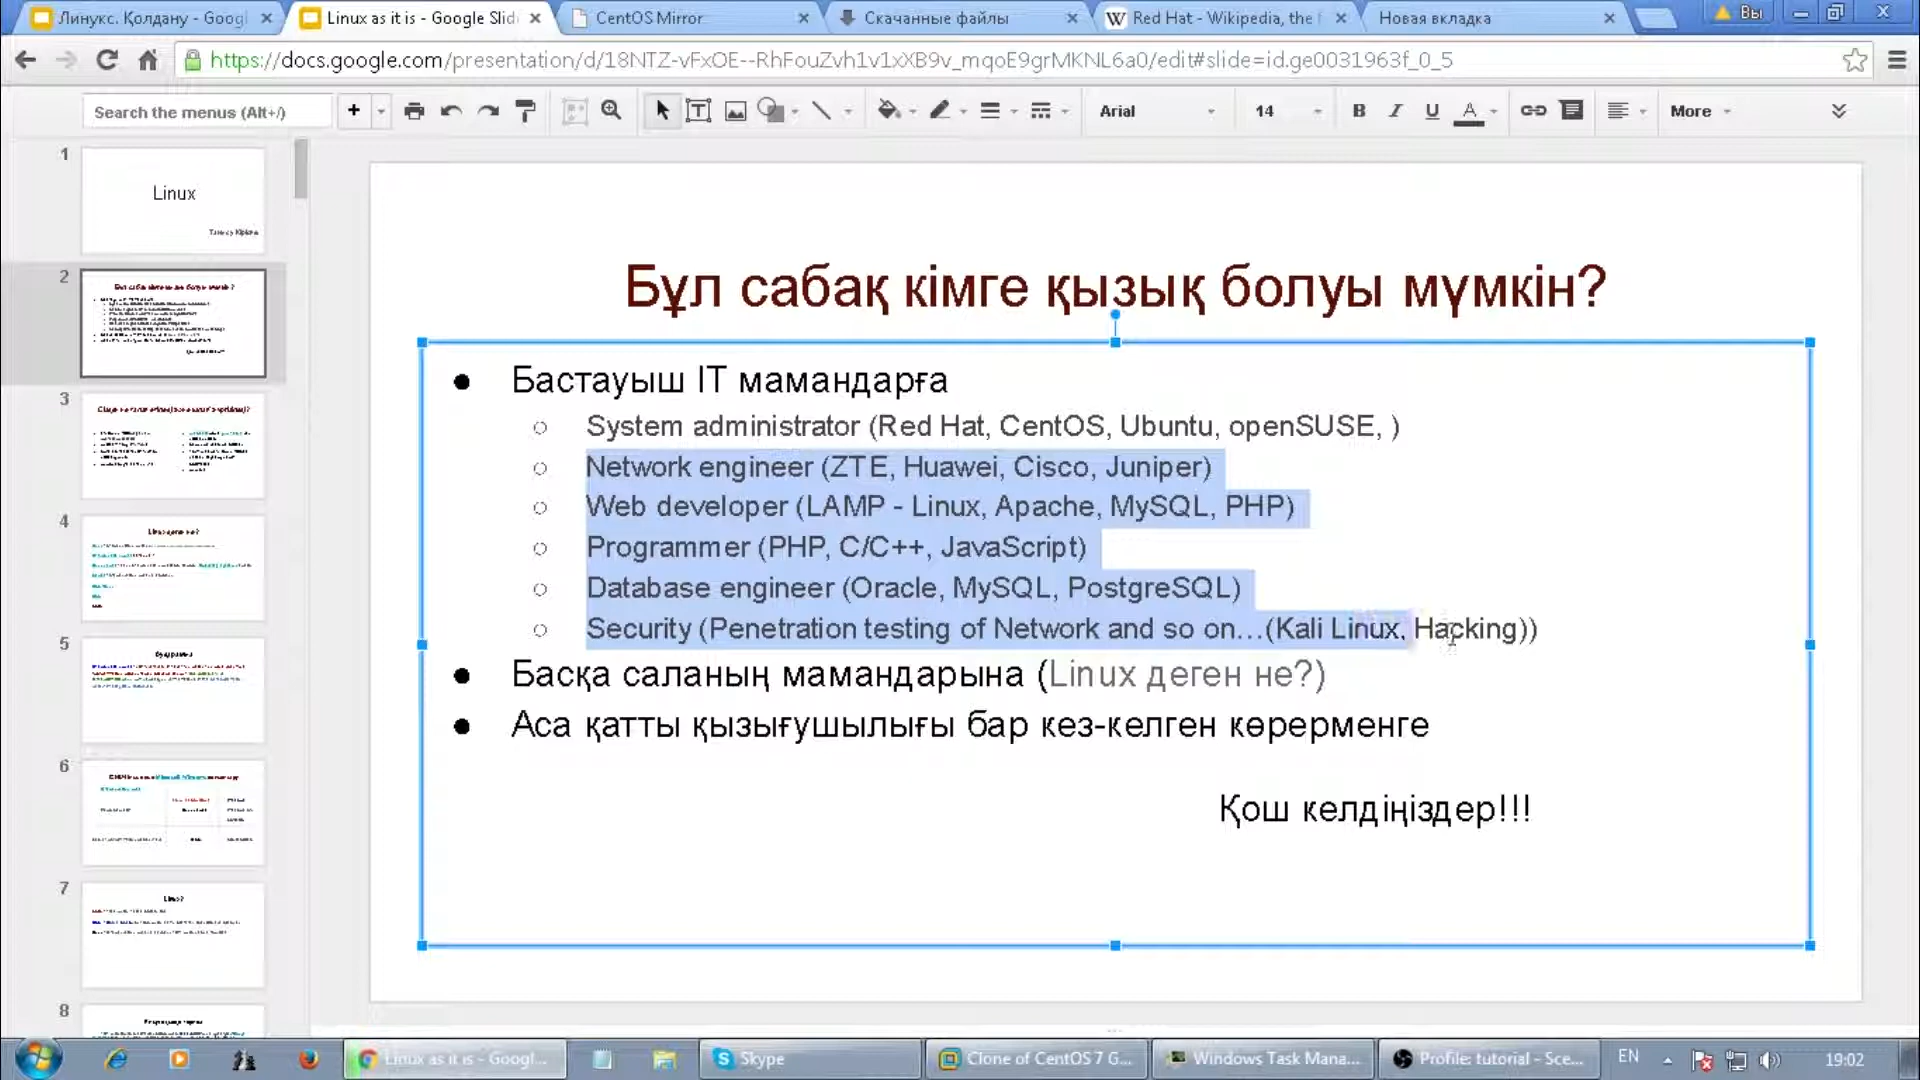 Линукс. Қолдану - Googl
Linux as it is - Google Slid
CentOS Mirror
Скачанные файлы
Red Hat - Wikipedia, the f
Новая вкладка
Вы
https://docs.google.com/presentation/d/18NTZ-vFxOE--RhFouZvh1v1xXB9v_mqoE9grMKNL6a0/edit#slide=id.ge0031963f_0_5
Search the menus (Alt+/)
Arial
14
B I U A
More
1
Linux
2
3
4
5
6
7
8
Бұл сабақ кімге қызық болуы мүмкін?
● Бастауыш IT мамандарға
○ System administrator (Red Hat, CentOS, Ubuntu, openSUSE, )
○ Network engineer (ZTE, Huawei, Cisco, Juniper)
○ Web developer (LAMP - Linux, Apache, MySQL, PHP)
○ Programmer (PHP, C/C++, JavaScript)
○ Database engineer (Oracle, MySQL, PostgreSQL)
○ Security (Penetration testing of Network and so on…(Kali Linux, Hacking))
● Басқа саланың мамандарына (Linux деген не?)
● Аса қатты қызығушылығы бар кез-келген көрерменге
Қош келдіңіздер!!!
Linux as it is - Googl...
Skype
Clone of CentOS 7 G...
Windows Task Mana...
Profile: tutorial - Sce...
EN
19:02